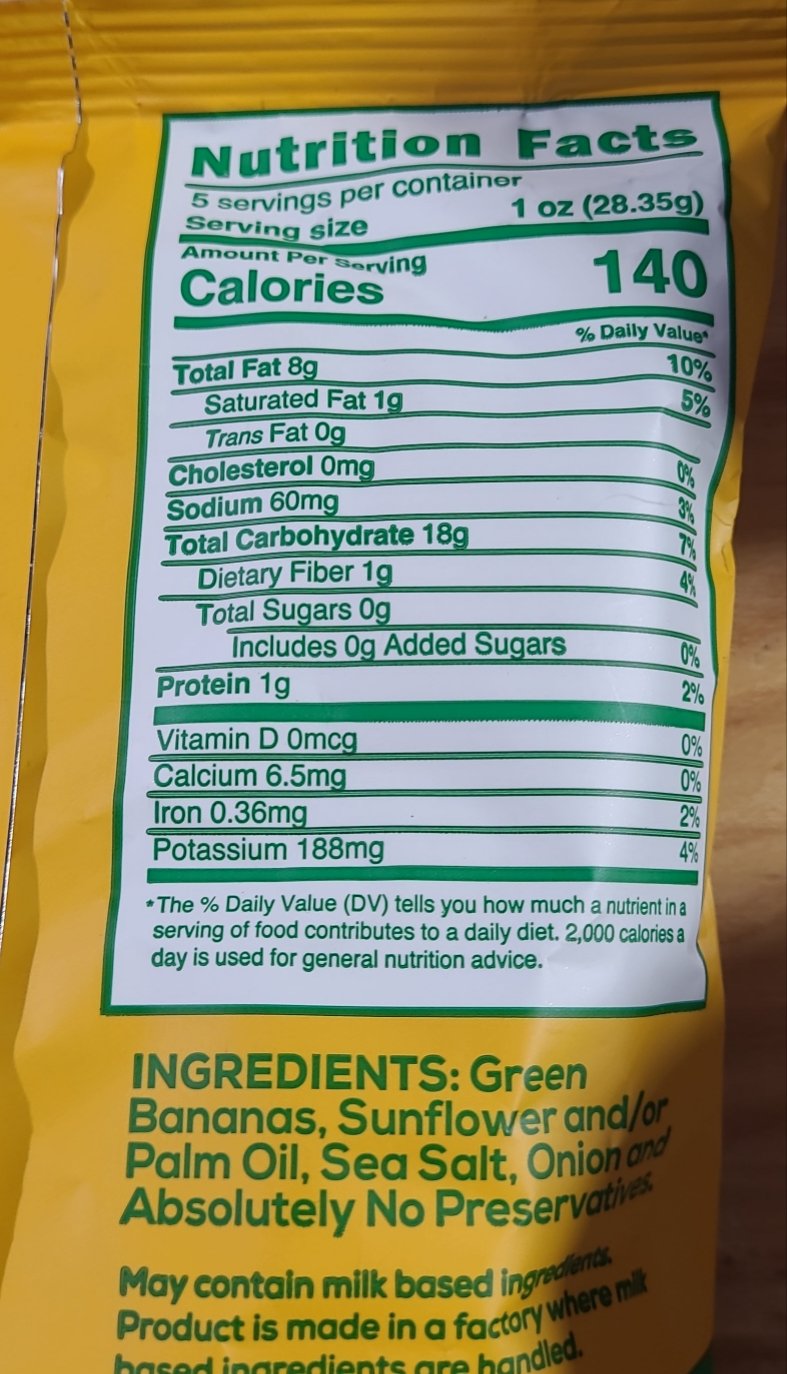 Nutrition Facts
5 servings per container
Serving size 1 oz (28.35g)
Amount Per Serving
Calories 140
% Daily Value*
Total Fat 8g 10%
Saturated Fat 1g 5%
Trans Fat 0g
Cholesterol 0mg 0%
Sodium 60mg 3%
Total Carbohydrate 18g 7%
Dietary Fiber 1g 4%
Total Sugars 0g
Includes 0g Added Sugars 0%
Protein 1g 2%
Vitamin D 0mcg 0%
Calcium 6.5mg 0%
Iron 0.36mg 2%
Potassium 188mg 4%
*The % Daily Value (DV) tells you how much a nutrient in a
serving of food contributes to a daily diet. 2,000 calories a
day is used for general nutrition advice.
INGREDIENTS: Green
Bananas, Sunflower and/or
Palm Oil, Sea Salt, Onion and
Absolutely No Preservatives.
May contain milk based ingredients.
Product is made in a factory where milk
based ingredients are handled.